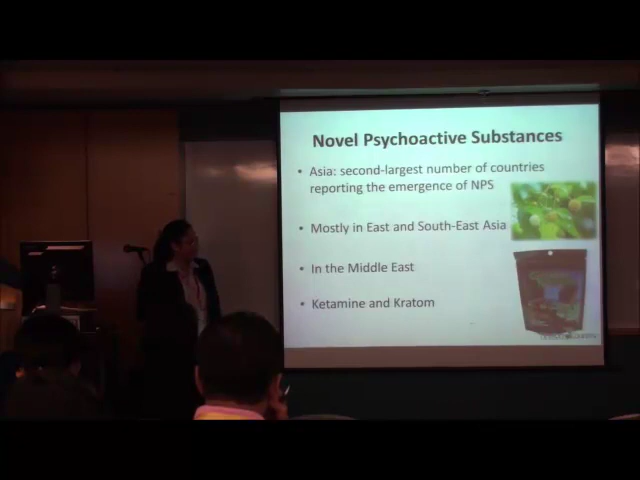 Novel Psychoactive Substances
• Asia: second-largest number of countries
reporting the emergence of NPS
• Mostly in East and South-East Asia
• In the Middle East
• Ketamine and Kratom